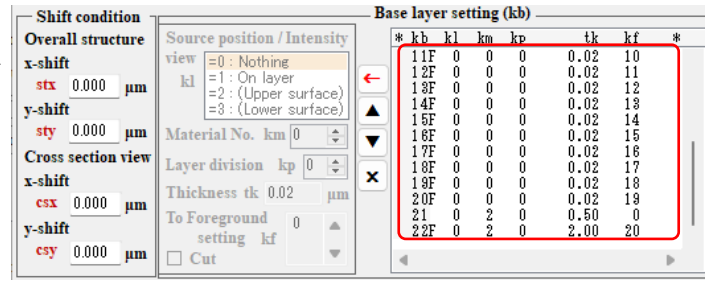 Shift condition
Overall structure
x-shift
stx 0.000 μm
y-shift
sty 0.000 μm
Cross section view
x-shift
csx 0.000 μm
y-shift
csy 0.000 μm
Source position / Intensity
view
kl
=0 : Nothing
=1 : On layer
=2 : (Upper surface)
=3 : (Lower surface)
Material No. km 0
Layer division kp 0
Thickness tk 0.02 μm
To Foreground
setting kf 0
Cut
Base layer setting (kb)
* kb kl km kp tk kf *
11F 0 0 0 0.02 10
12F 0 0 0 0.02 11
13F 0 0 0 0.02 12
14F 0 0 0 0.02 13
15F 0 0 0 0.02 14
16F 0 0 0 0.02 15
17F 0 0 0 0.02 16
18F 0 0 0 0.02 17
19F 0 0 0 0.02 18
20F 0 0 0 0.02 19
21 0 2 0 0.50 0
22F 0 2 0 2.00 20